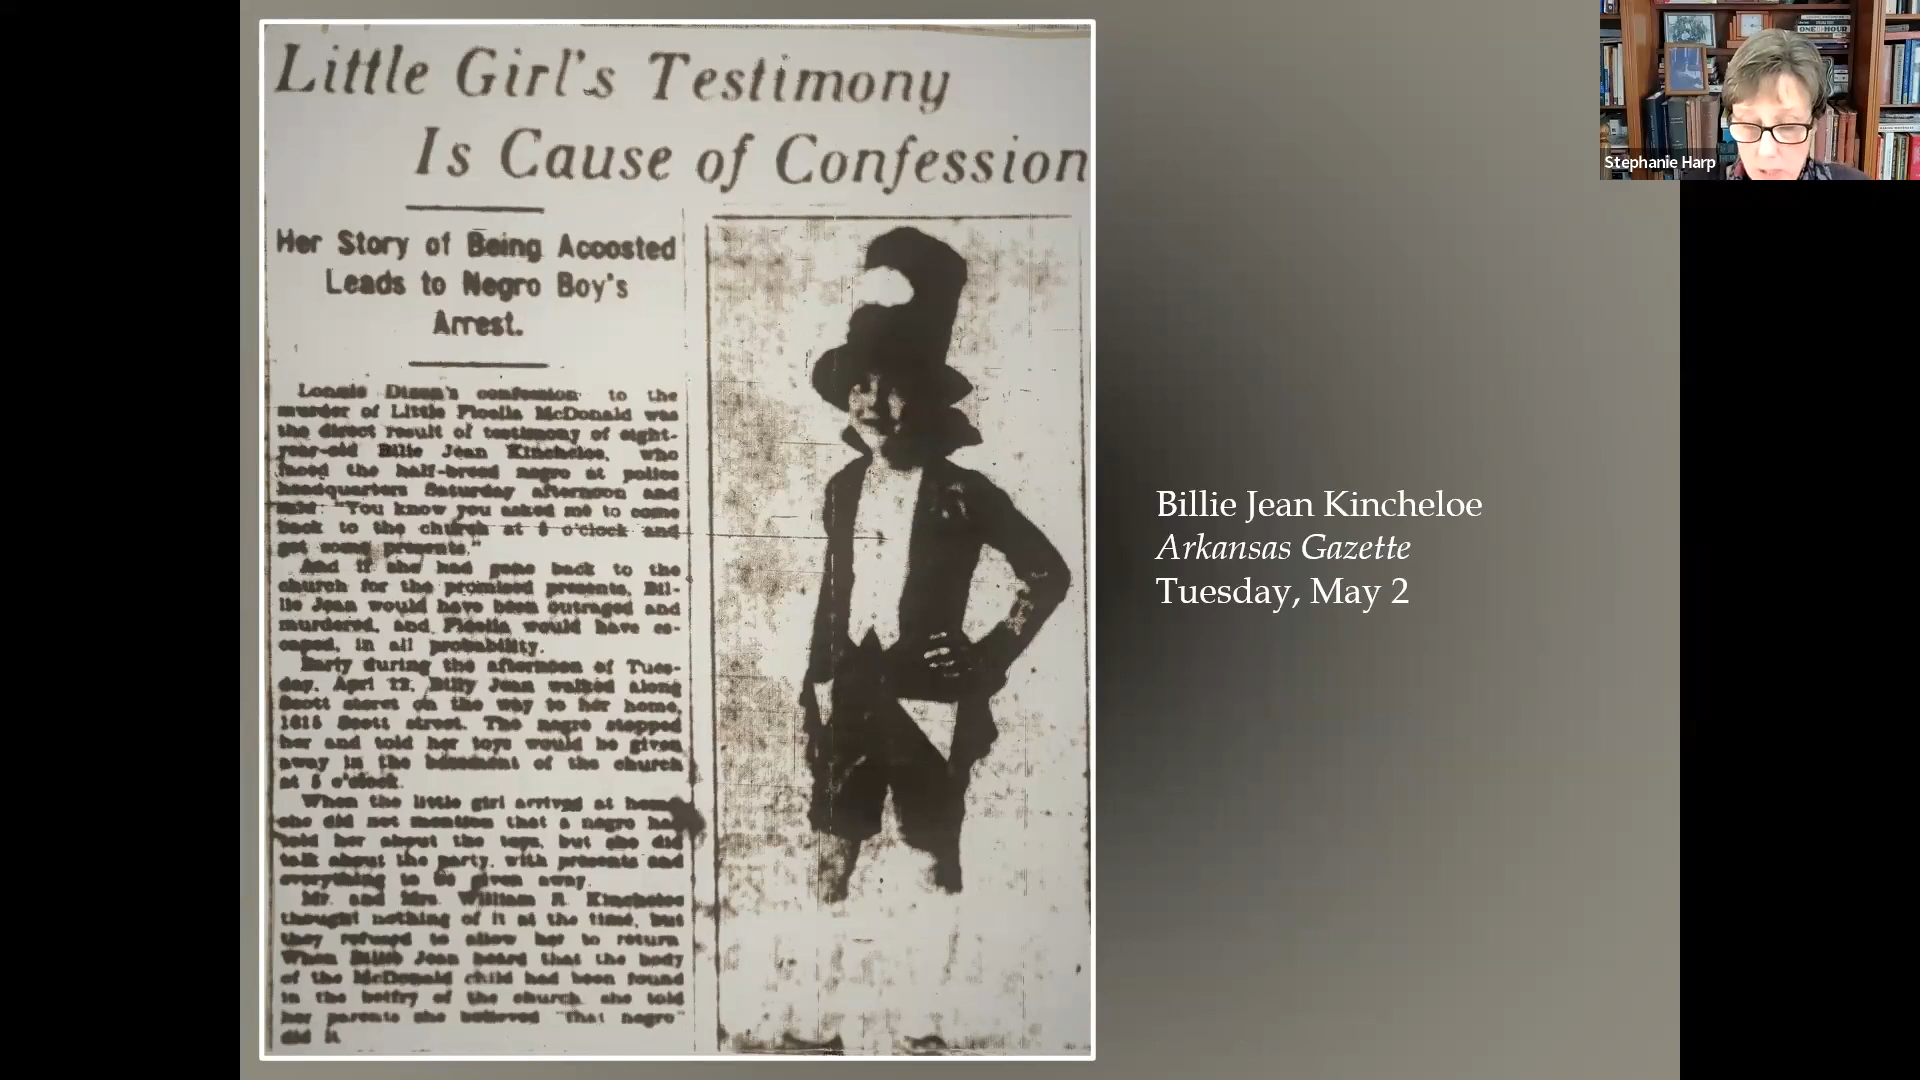 Little Girl's Testimony
Is Cause of Confession
Her Story of Being Accosted
Leads to Negro Boy's
Arrest.
Lonnie Dixon's confession to the
murder of Little Floella McDonald was
the direct result of testimony of eight-
year-old Billie Jean Kincheloe, who
faced the half-breed negro at police
headquarters Saturday afternoon and
said: "You know you asked me to come
back to the church at 5 o'clock and
get some presents."
And if she had gone back to the
church for the promised presents, Bil-
lie Jean would have been outraged and
murdered, and Floella would have es-
caped, in all probability.
Early during the afternoon of Tues-
day, April 12, Billy Jean walked along
Scott street on the way to her home,
1615 Scott street. The negro stopped
her and told her toys would be given
away in the basement of the church
at 5 o'clock.
When the little girl arrived at home
she did not mention that a negro had
told her about the toys, but she did
talk about the party, with presents and
everything to be given away.
Mr. and Mrs. William R. Kincheloe
thought nothing of it at the time, but
they refused to allow her to return.
When Billie Jean heard that the body
of the McDonald child had been found
in the belfry of the church she told
her parents she believed "that negro"
did it.
Billie Jean Kincheloe
Arkansas Gazette
Tuesday, May 2
Stephanie Harp
ONE HOUR